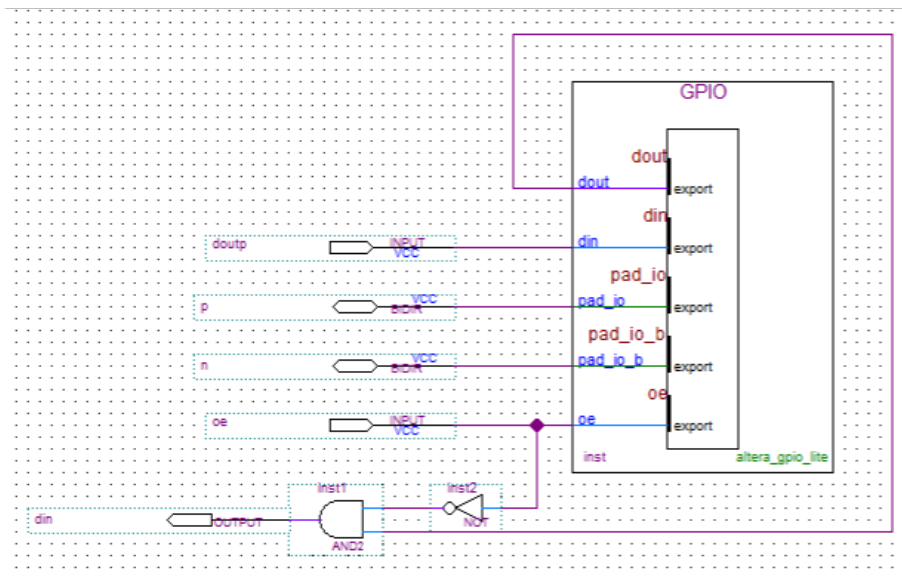 GPIO
dout
dout
export
din
doutp
INPUT
VCC
din
export
pad_io
p
VCC
BIDIR
pad_io
export
pad_io_b
n
VCC
BIDIR
pad_io_b
export
oe
oe
INPUT
VCC
oe
export
inst
altera_gpio_lite
inst1
inst2
din
OUTPUT
NOT
AND2